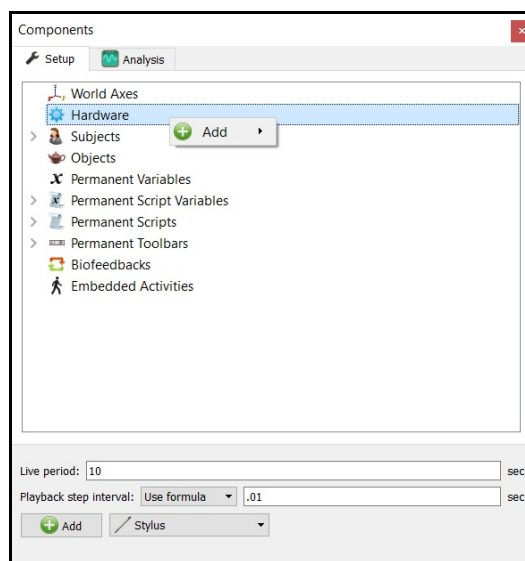 Components
Setup Analysis
World Axes
Hardware
Add
Subjects
Objects
x Permanent Variables
x Permanent Script Variables
Permanent Scripts
Permanent Toolbars
Biofeedbacks
Embedded Activities
Live period: 10 sec
Playback step interval: Use formula .01 sec
Add Stylus